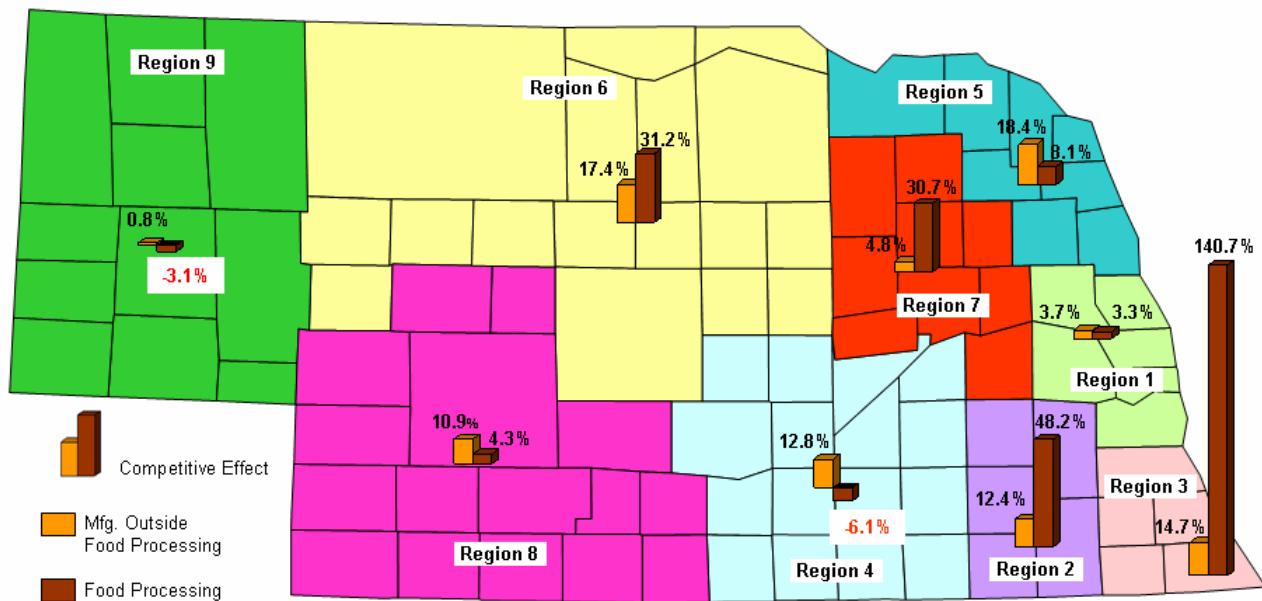 Region 9
Region 6
Region 5
31.2%
17.4%
18.4%
8.1%
30.7%
4.8%
0.8%
-3.1%
140.7%
Region 7
3.7%
3.3%
Region 1
10.9%
4.3%
12.8%
48.2%
Competitive Effect
12.4%
Region 3
14.7%
-6.1%
Mfg. Outside
Food Processing
Region 8
Region 4
Region 2
Food Processing